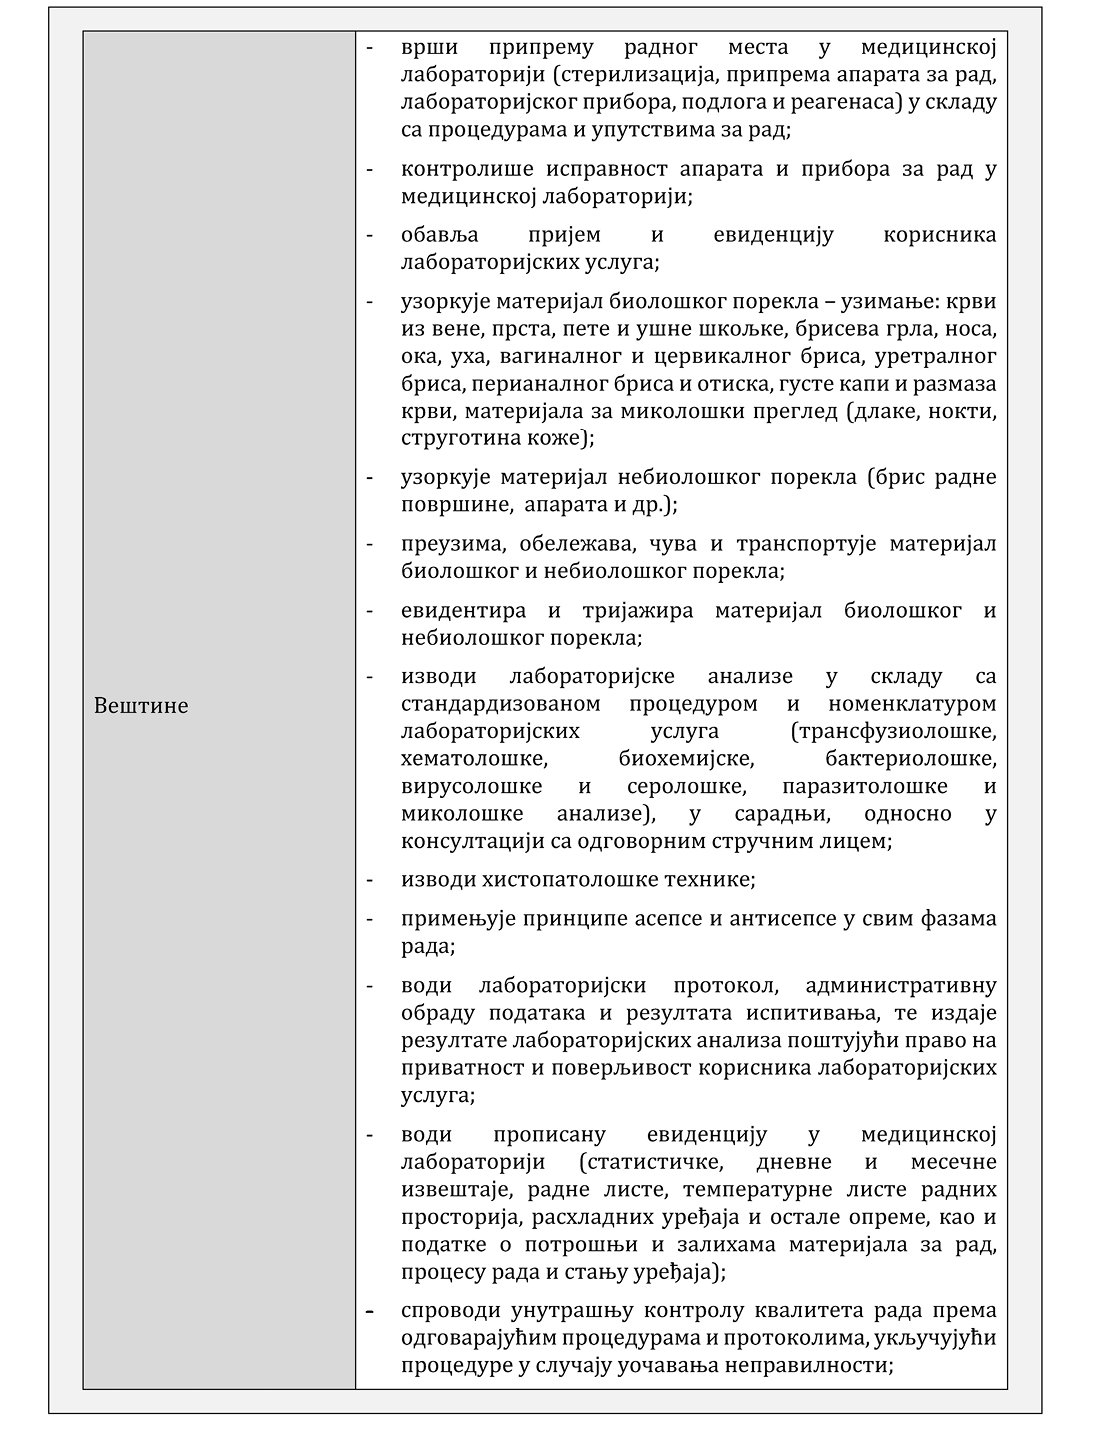 - врши припрему радног места у медицинској
лабораторији (стерилизација, припрема апарата за рад,
лабораторијског прибора, подлога и реагенаса) у складу
са процедурама и упутствима за рад;
- контролише исправност апарата и прибора за рад у
медицинској лабораторији;
- обавља пријем и евиденцију корисника
лабораторијских услуга;
- узоркује материјал биолошког порекла – узимање: крви
из вене, прста, пете и ушне шкољке, брисева грла, носа,
ока, уха, вагиналног и цервикалног бриса, уретралног
бриса, перианалног бриса и отиска, густе капи и размаза
крви, материјала за миколошки преглед (длаке, нокти,
струготина коже);
- узоркује материјал небиолошког порекла (брис радне
површине, апарата и др.);
- преузима, обележава, чува и транспортује материјал
биолошког и небиолошког порекла;
- евидентира и тријажира материјал биолошког и
небиолошког порекла;
Вештине
- изводи лабораторијске анализе у складу са
стандардизованом процедуром и номенклатуром
лабораторијских услуга (трансфузиолошке,
хематолошке, биохемијске, бактериолошке,
вирусолошке и серолошке, паразитолошке и
миколошке анализе), у сарадњи, односно у
консултацији са одговорним стручним лицем;
- изводи хистопатолошке технике;
- примењује принципе асепсе и антисепсе у свим фазама
рада;
- води лабораторијски протокол, административну
обраду података и резултата испитивања, те издаје
резултате лабораторијских анализа поштујући право на
приватност и поверљивост корисника лабораторијских
услуга;
- води прописану евиденцију у медицинској
лабораторији (статистичке, дневне и месечне
извештаје, радне листе, температурне листе радних
просторија, расхладних уређаја и остале опреме, као и
податке о потрошњи и залихама материјала за рад,
процесу рада и стању уређаја);
- спроводи унутрашњу контролу квалитета рада према
одговарајућим процедурама и протоколима, укључујући
процедуре у случају уочавања неправилности;